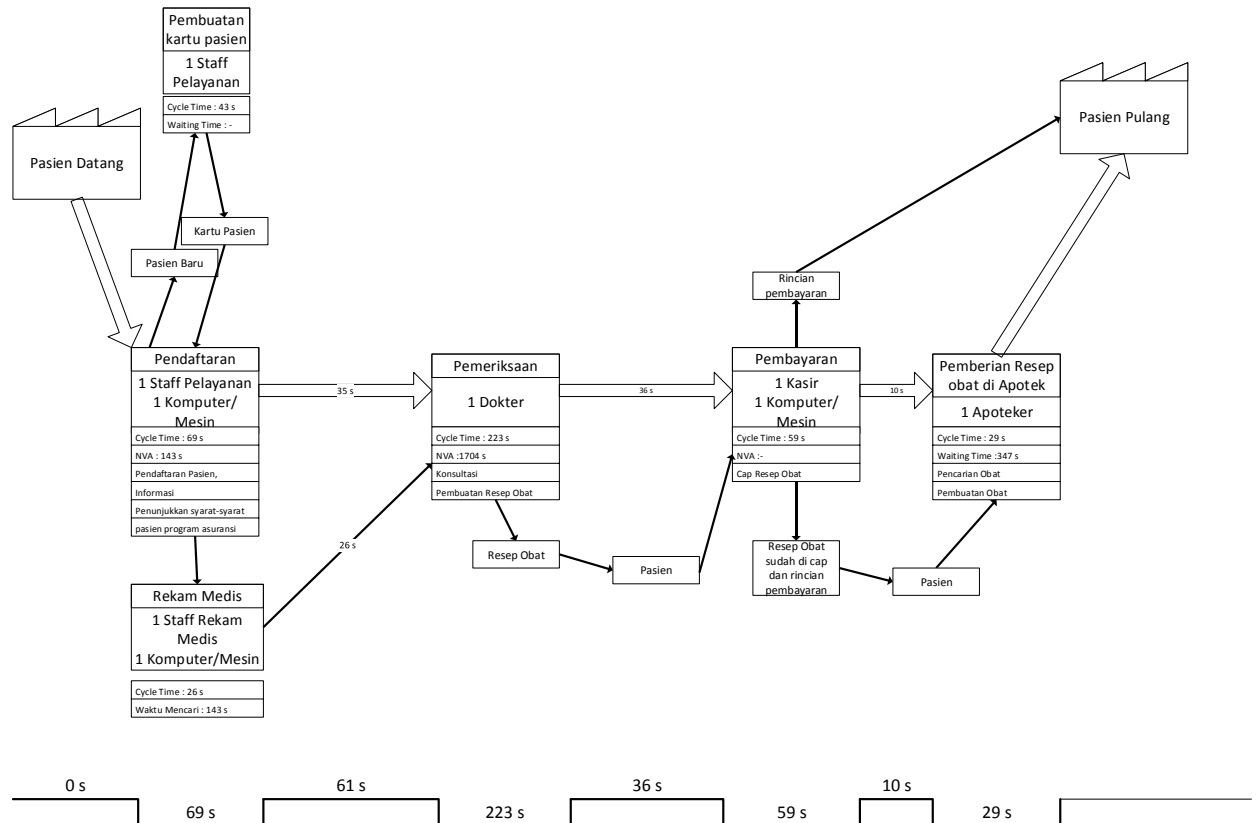 Pembuatan
kartu pasien
1 Staff
Pelayanan
Cycle Time : 43 s
Waiting Time : -
Pasien Datang
Pasien Pulang
Kartu Pasien
Pasien Baru
Rincian
pembayaran
Pendaftaran
1 Staff Pelayanan
1 Komputer/
Mesin
Cycle Time : 69 s
NVA : 143 s
Pendaftaran Pasien,
Informasi
Penunjukkan syarat-syarat
pasien program asuransi
35 s
Pemeriksaan
1 Dokter
Cycle Time : 223 s
NVA :1704 s
Konsultasi
Pembuatan Resep Obat
36 s
Pembayaran
1 Kasir
1 Komputer/
Mesin
Cycle Time : 59 s
NVA :-
Cap Resep Obat
10 s
Pemberian Resep
obat di Apotek
1 Apoteker
Cycle Time : 29 s
Waiting Time :347 s
Pencarian Obat
Pembuatan Obat
26 s
Resep Obat
Pasien
Resep Obat
sudah di cap
dan rincian
pembayaran
Pasien
Rekam Medis
1 Staff Rekam
Medis
1 Komputer/Mesin
Cycle Time : 26 s
Waktu Mencari : 143 s
0 s
61 s
36 s
10 s
69 s
223 s
59 s
29 s